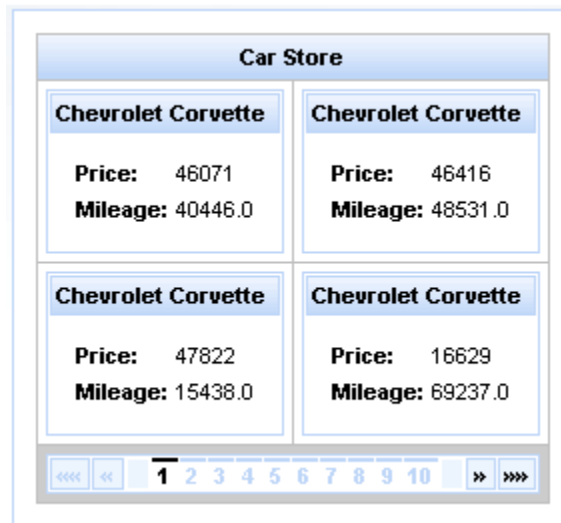 Car Store
Chevrolet Corvette
Price: 46071
Mileage: 40446.0
Chevrolet Corvette
Price: 46416
Mileage: 48531.0
Chevrolet Corvette
Price: 47822
Mileage: 15438.0
Chevrolet Corvette
Price: 16629
Mileage: 69237.0
«« « 1 2 3 4 5 6 7 8 9 10 » »»